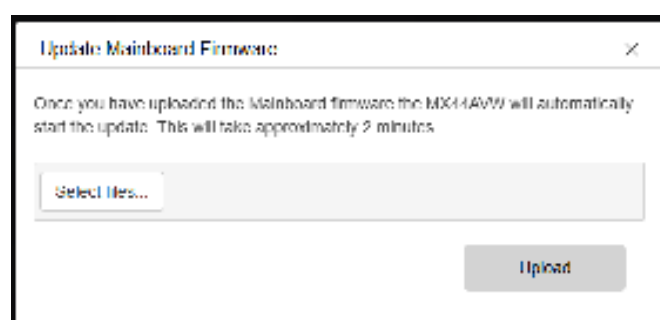 Update Mainboard Firmware
Once you have uploaded the Mainboard firmware the MX44AVW will automatically
start the update. This will take approximately 2 minutes
Select files...
Upload